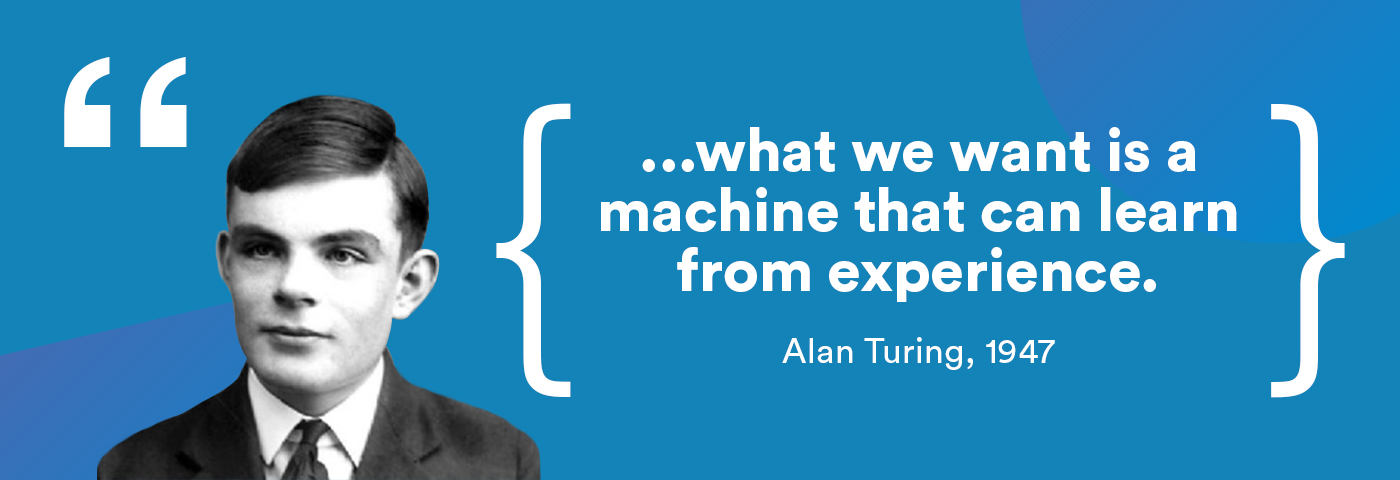 “
{ ...what we want is a
machine that can learn
from experience. }
Alan Turing, 1947